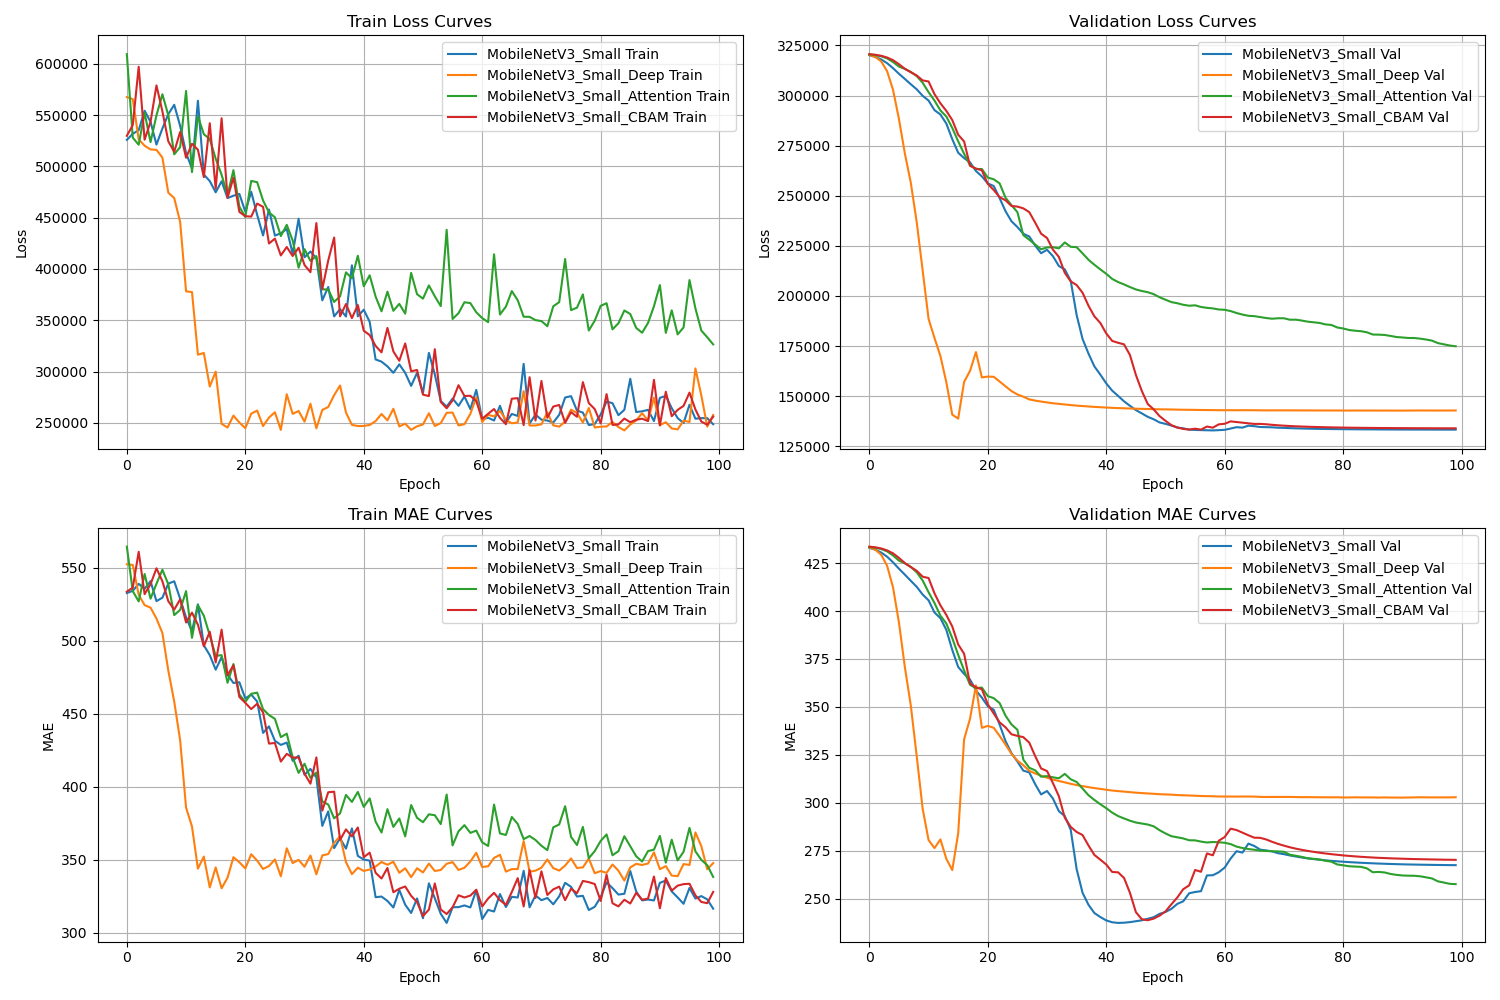 Train Loss Curves
600000
550000
500000
450000
400000
350000
300000
250000
Loss
0 20 40 60 80 100
Epoch
MobileNetV3_Small Train
MobileNetV3_Small_Deep Train
MobileNetV3_Small_Attention Train
MobileNetV3_Small_CBAM Train
Validation Loss Curves
325000
300000
275000
250000
225000
200000
175000
150000
125000
Loss
0 20 40 60 80 100
Epoch
MobileNetV3_Small Val
MobileNetV3_Small_Deep Val
MobileNetV3_Small_Attention Val
MobileNetV3_Small_CBAM Val
Train MAE Curves
550
500
450
400
350
300
MAE
0 20 40 60 80 100
Epoch
MobileNetV3_Small Train
MobileNetV3_Small_Deep Train
MobileNetV3_Small_Attention Train
MobileNetV3_Small_CBAM Train
Validation MAE Curves
425
400
375
350
325
300
275
250
MAE
0 20 40 60 80 100
Epoch
MobileNetV3_Small Val
MobileNetV3_Small_Deep Val
MobileNetV3_Small_Attention Val
MobileNetV3_Small_CBAM Val